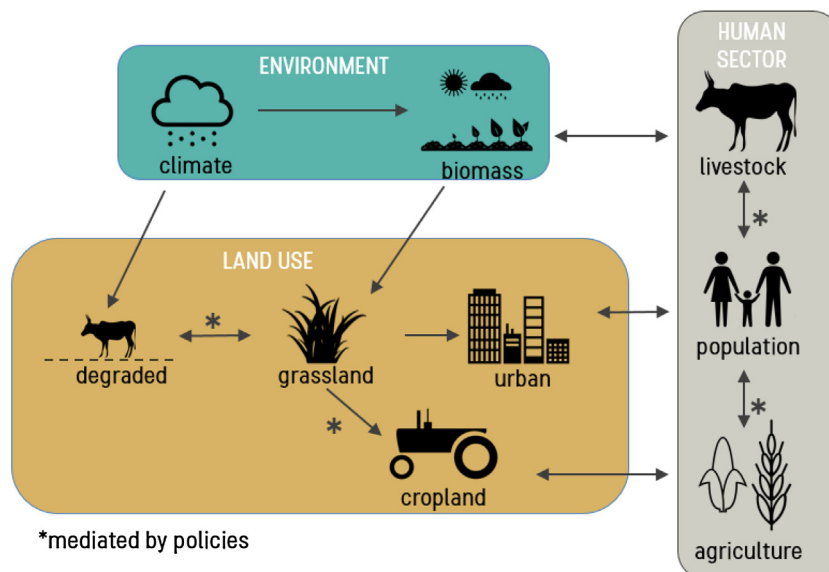 HUMAN
SECTOR
ENVIRONMENT
climate
biomass
livestock
*
LAND USE
*
degraded
grassland
urban
population
*
*
cropland
agriculture
*mediated by policies